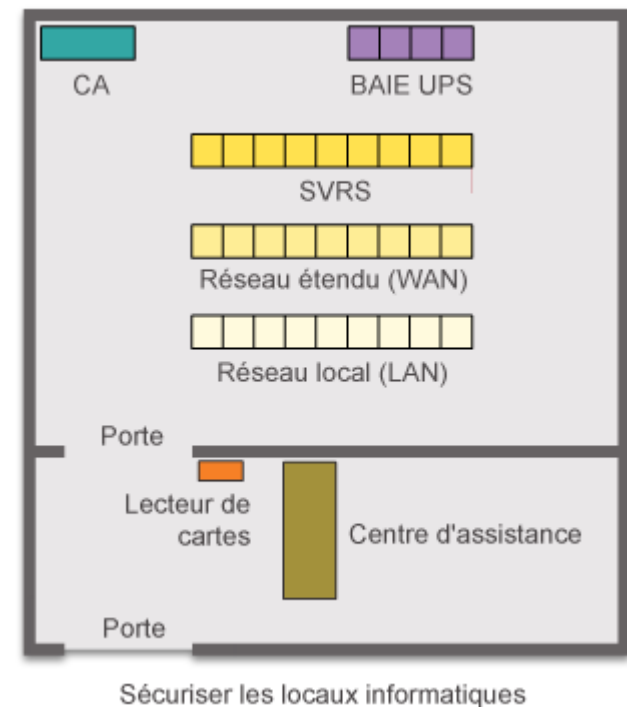 CA
BAIE UPS
SVRS
Réseau étendu (WAN)
Réseau local (LAN)
Porte
Lecteur de
cartes
Centre d'assistance
Porte
Sécuriser les locaux informatiques